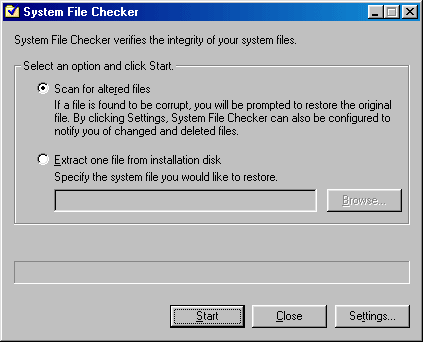 System File Checker
System File Checker verifies the integrity of your system files.
Select an option and click Start.
Scan for altered files
If a file is found to be corrupt, you will be prompted to restore the original
file. By clicking Settings, System File Checker can also be configured to
notify you of changed and deleted files.
Extract one file from installation disk
Specify the system file you would like to restore.
Browse...
Start
Close
Settings...